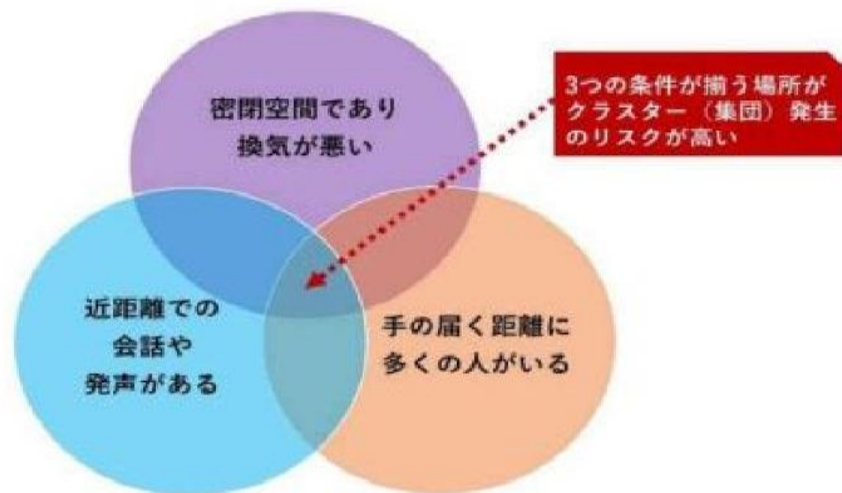 密閉空間であり
換気が悪い
3つの条件が揃う場所が
クラスター（集団）発生
のリスクが高い
近距離での
会話や
発声がある
手の届く距離に
多くの人がいる